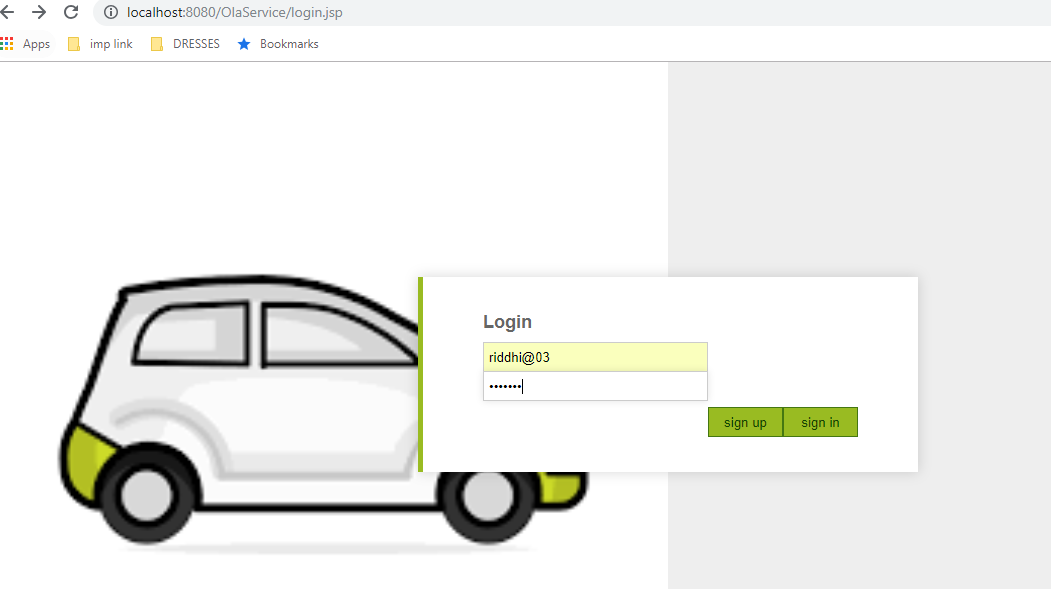 localhost:8080/OlaService/login.jsp
Apps imp link DRESSES Bookmarks
Login
riddhi@03
•••••••
sign up sign in